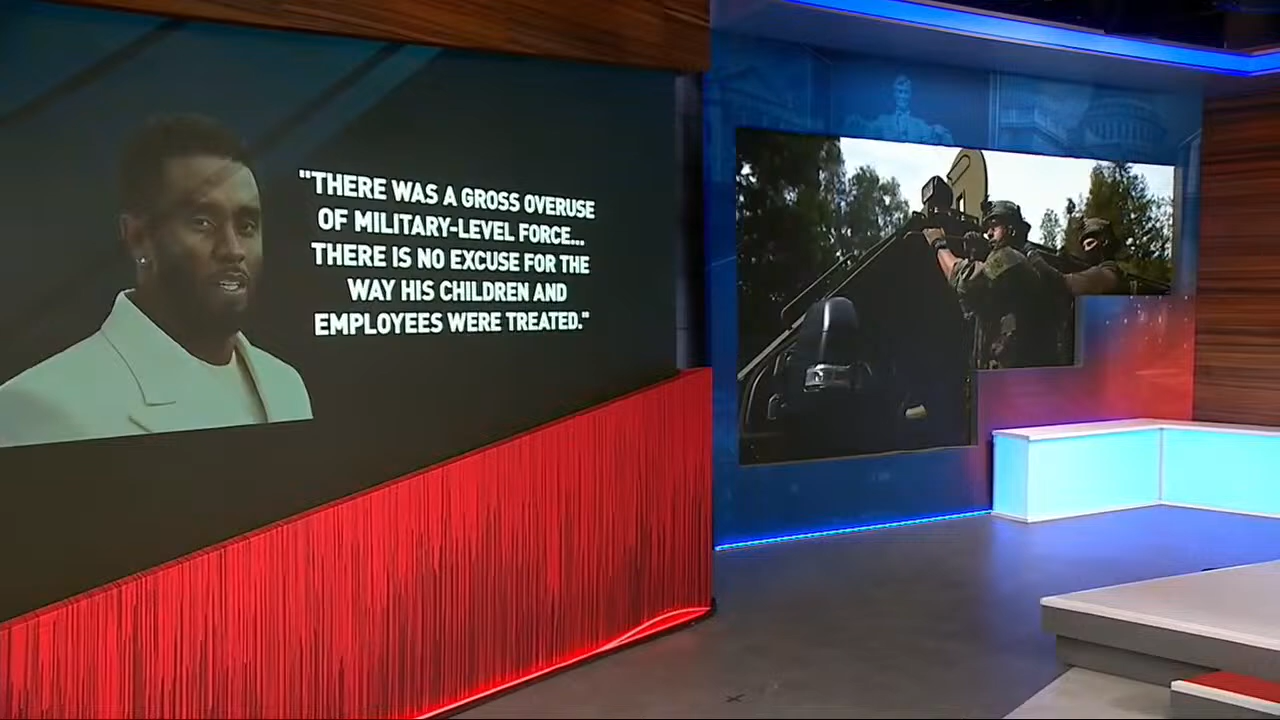 "THERE WAS A GROSS OVERUSE
OF MILITARY-LEVEL FORCE...
THERE IS NO EXCUSE FOR THE
WAY HIS CHILDREN AND
EMPLOYEES WERE TREATED."